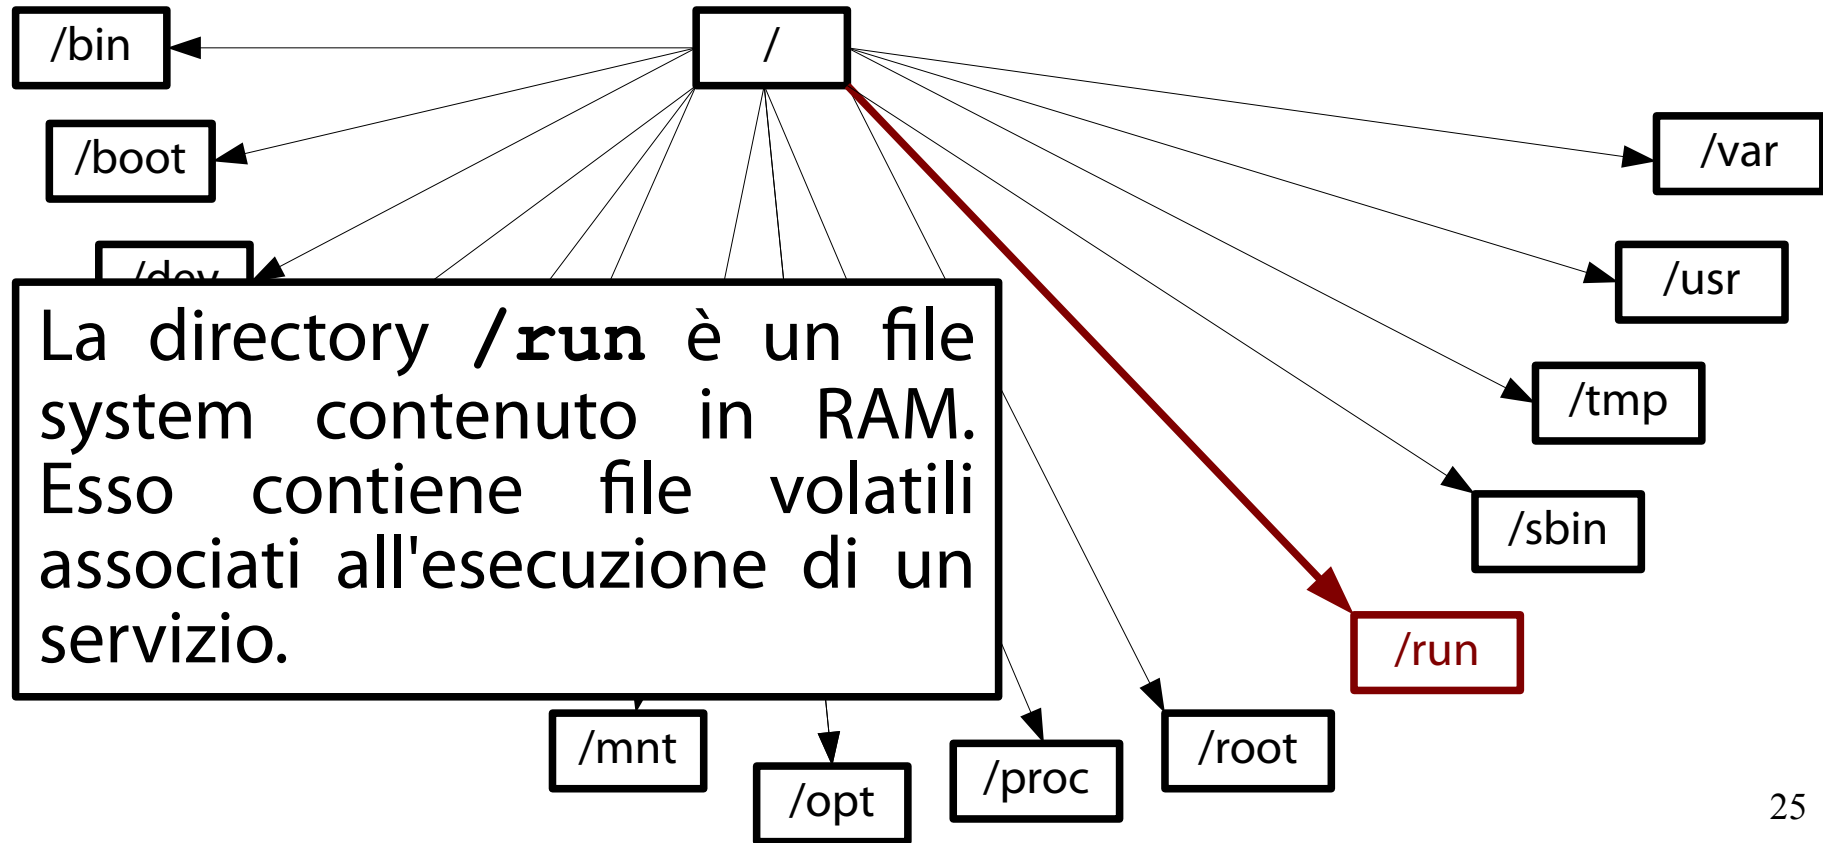 /bin
/
/boot
/var
/dev
/usr
La directory /run è un file
system contenuto in RAM.
Esso contiene file volatili
associati all'esecuzione di un
servizio.
/tmp
/sbin
/run
/mnt
/opt
/proc
/root
25